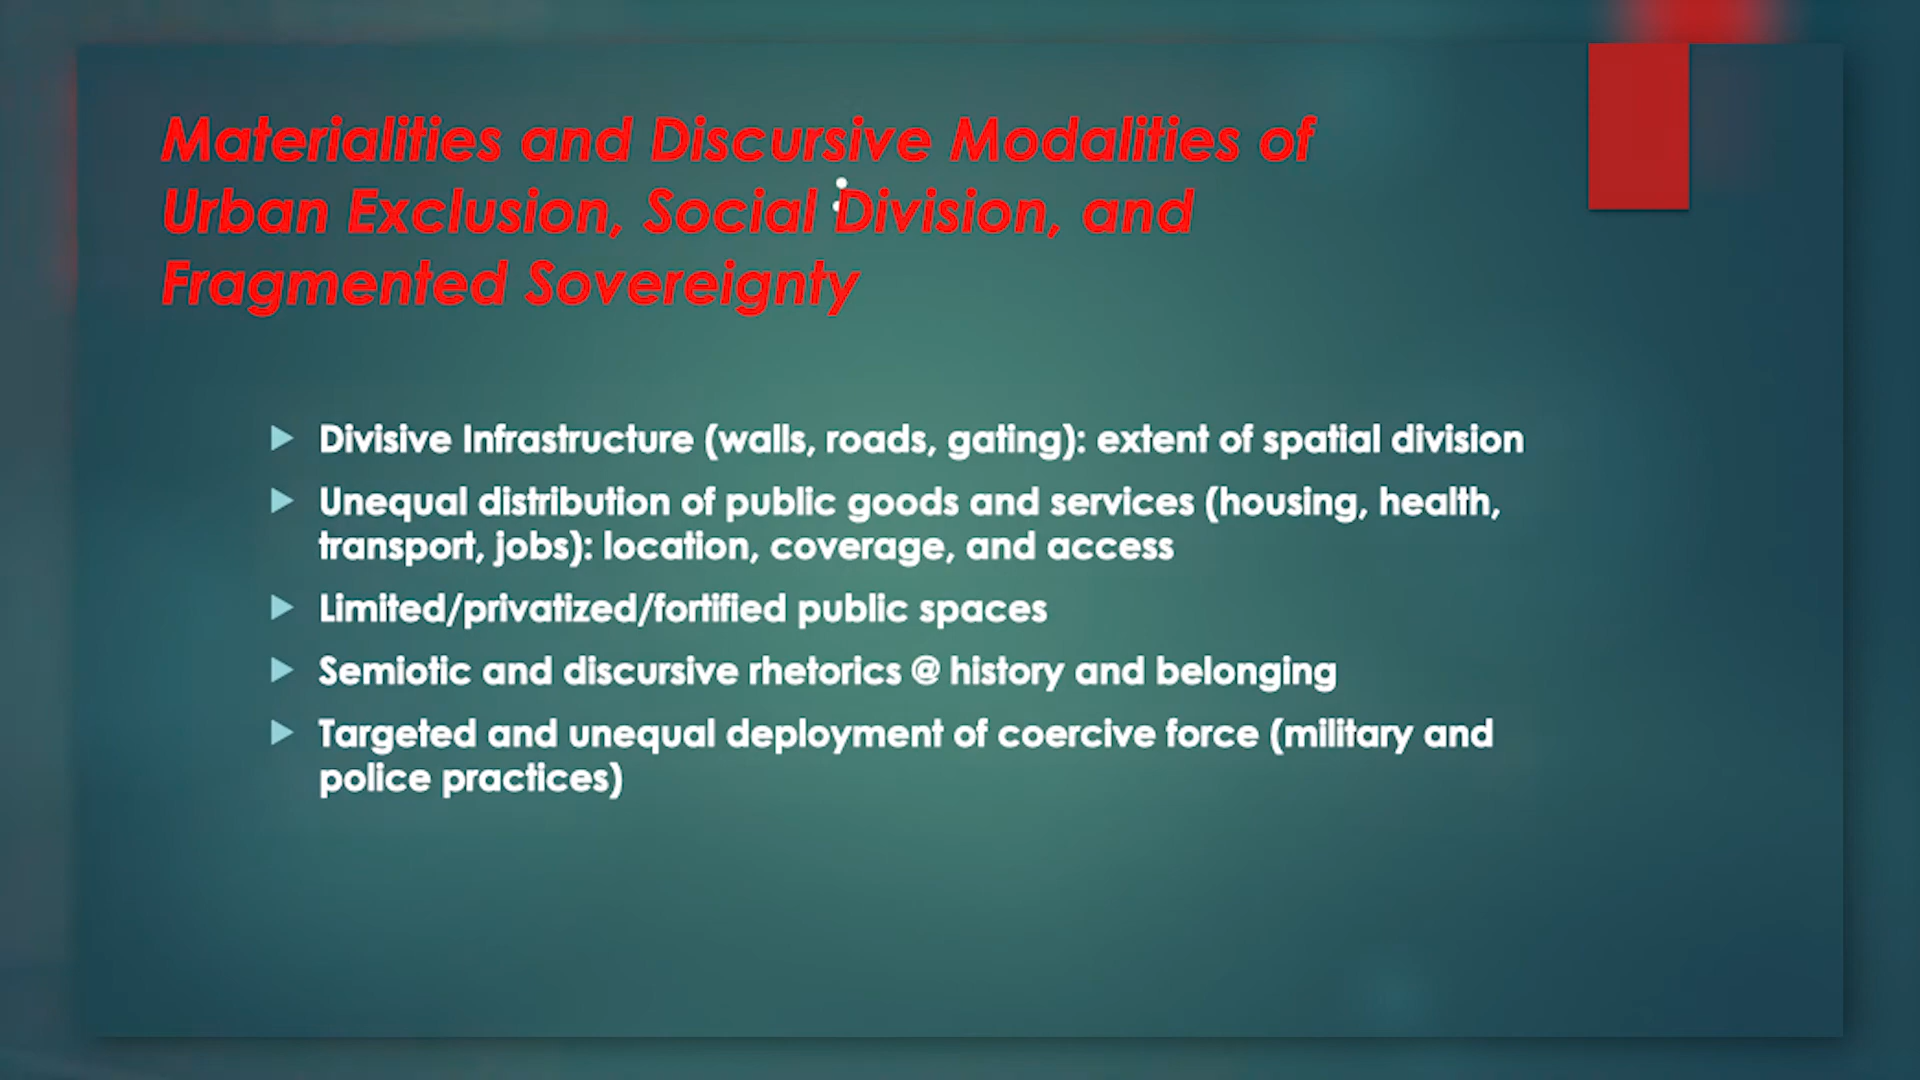 Materialities and Discursive Modalities of
Urban Exclusion, Social Division, and
Fragmented Sovereignty
Divisive Infrastructure (walls, roads, gating): extent of spatial division
Unequal distribution of public goods and services (housing, health,
transport, jobs): location, coverage, and access
Limited/privatized/fortified public spaces
Semiotic and discursive rhetorics @ history and belonging
Targeted and unequal deployment of coercive force (military and
police practices)